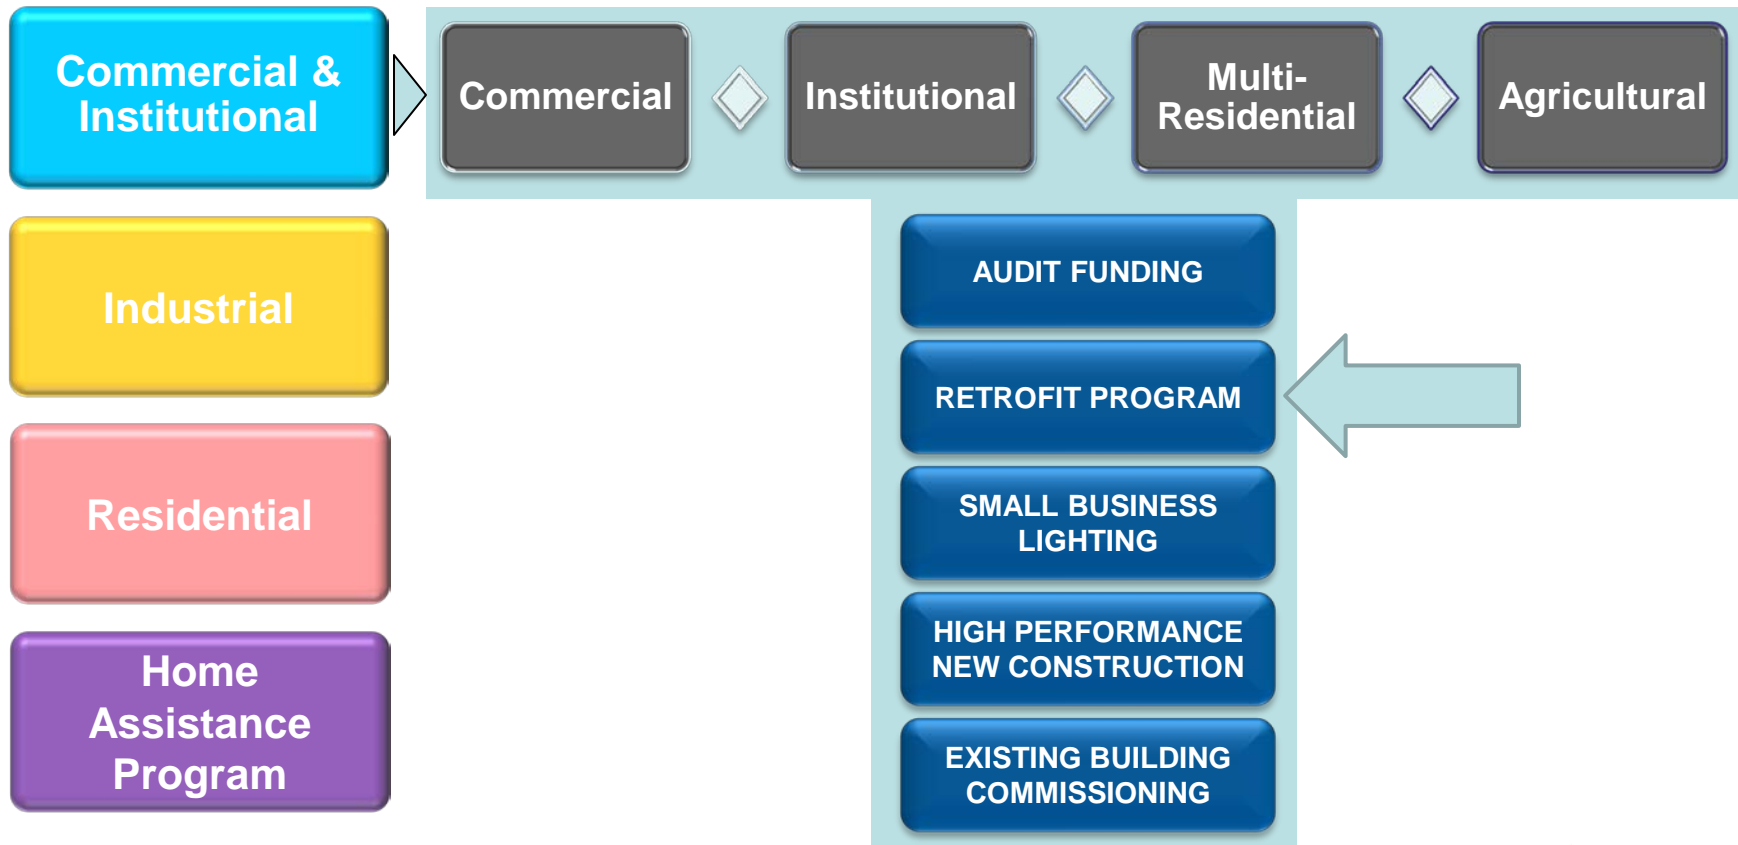 Commercial &
Institutional
Commercial
Institutional
Multi-
Residential
Agricultural
Industrial
Residential
Home
Assistance
Program
AUDIT FUNDING
RETROFIT PROGRAM
SMALL BUSINESS
LIGHTING
HIGH PERFORMANCE
NEW CONSTRUCTION
EXISTING BUILDING
COMMISSIONING